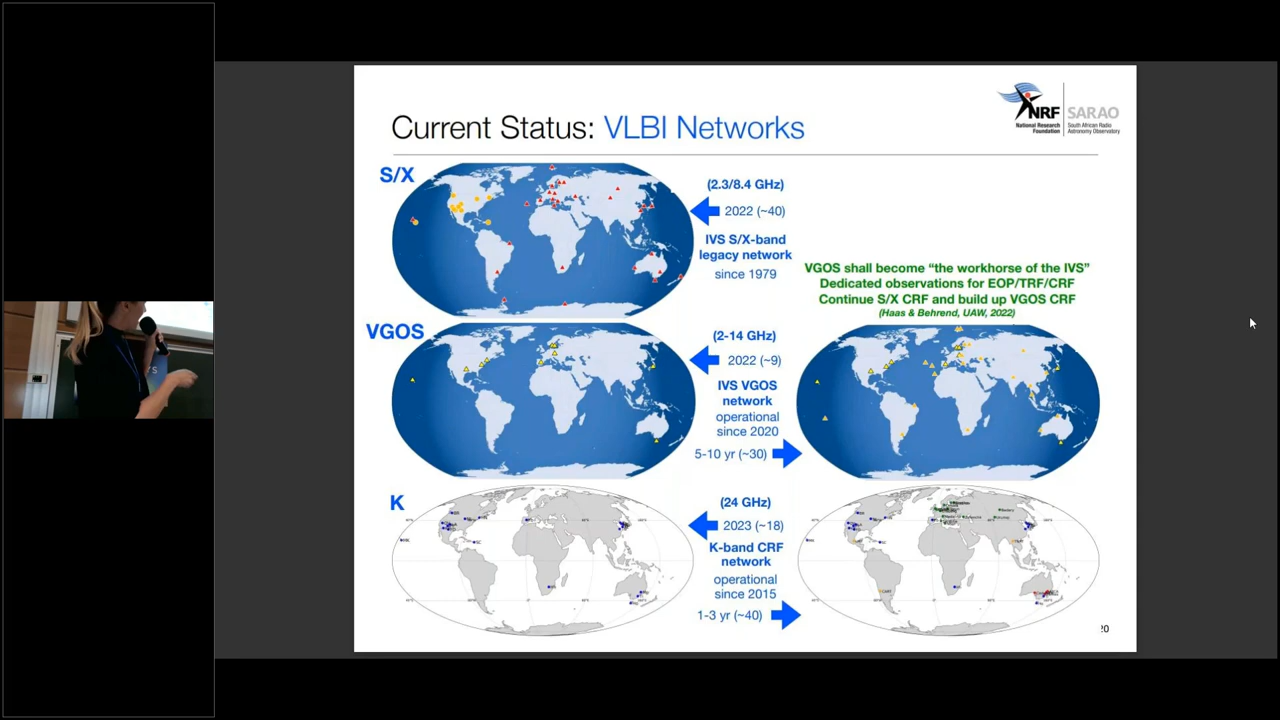 Current Status: VLBI Networks
NRF
National Research
Foundation
SARAO
South African Radio
Astronomy Observatory
S/X
(2.3/8.4 GHz)
2022 (~40)
IVS S/X-band
legacy network
since 1979
VGOS shall become “the workhorse of the IVS”
Dedicated observations for EOP/TRF/CRF
Continue S/X CRF and build up VGOS CRF
(Haas & Behrend, UAW, 2022)
VGOS
(2-14 GHz)
2022 (~9)
IVS VGOS
network
operational
since 2020
5-10 yr (~30)
K
(24 GHz)
2023 (~18)
K-band CRF
network
operational
since 2015
1-3 yr (~40)
20